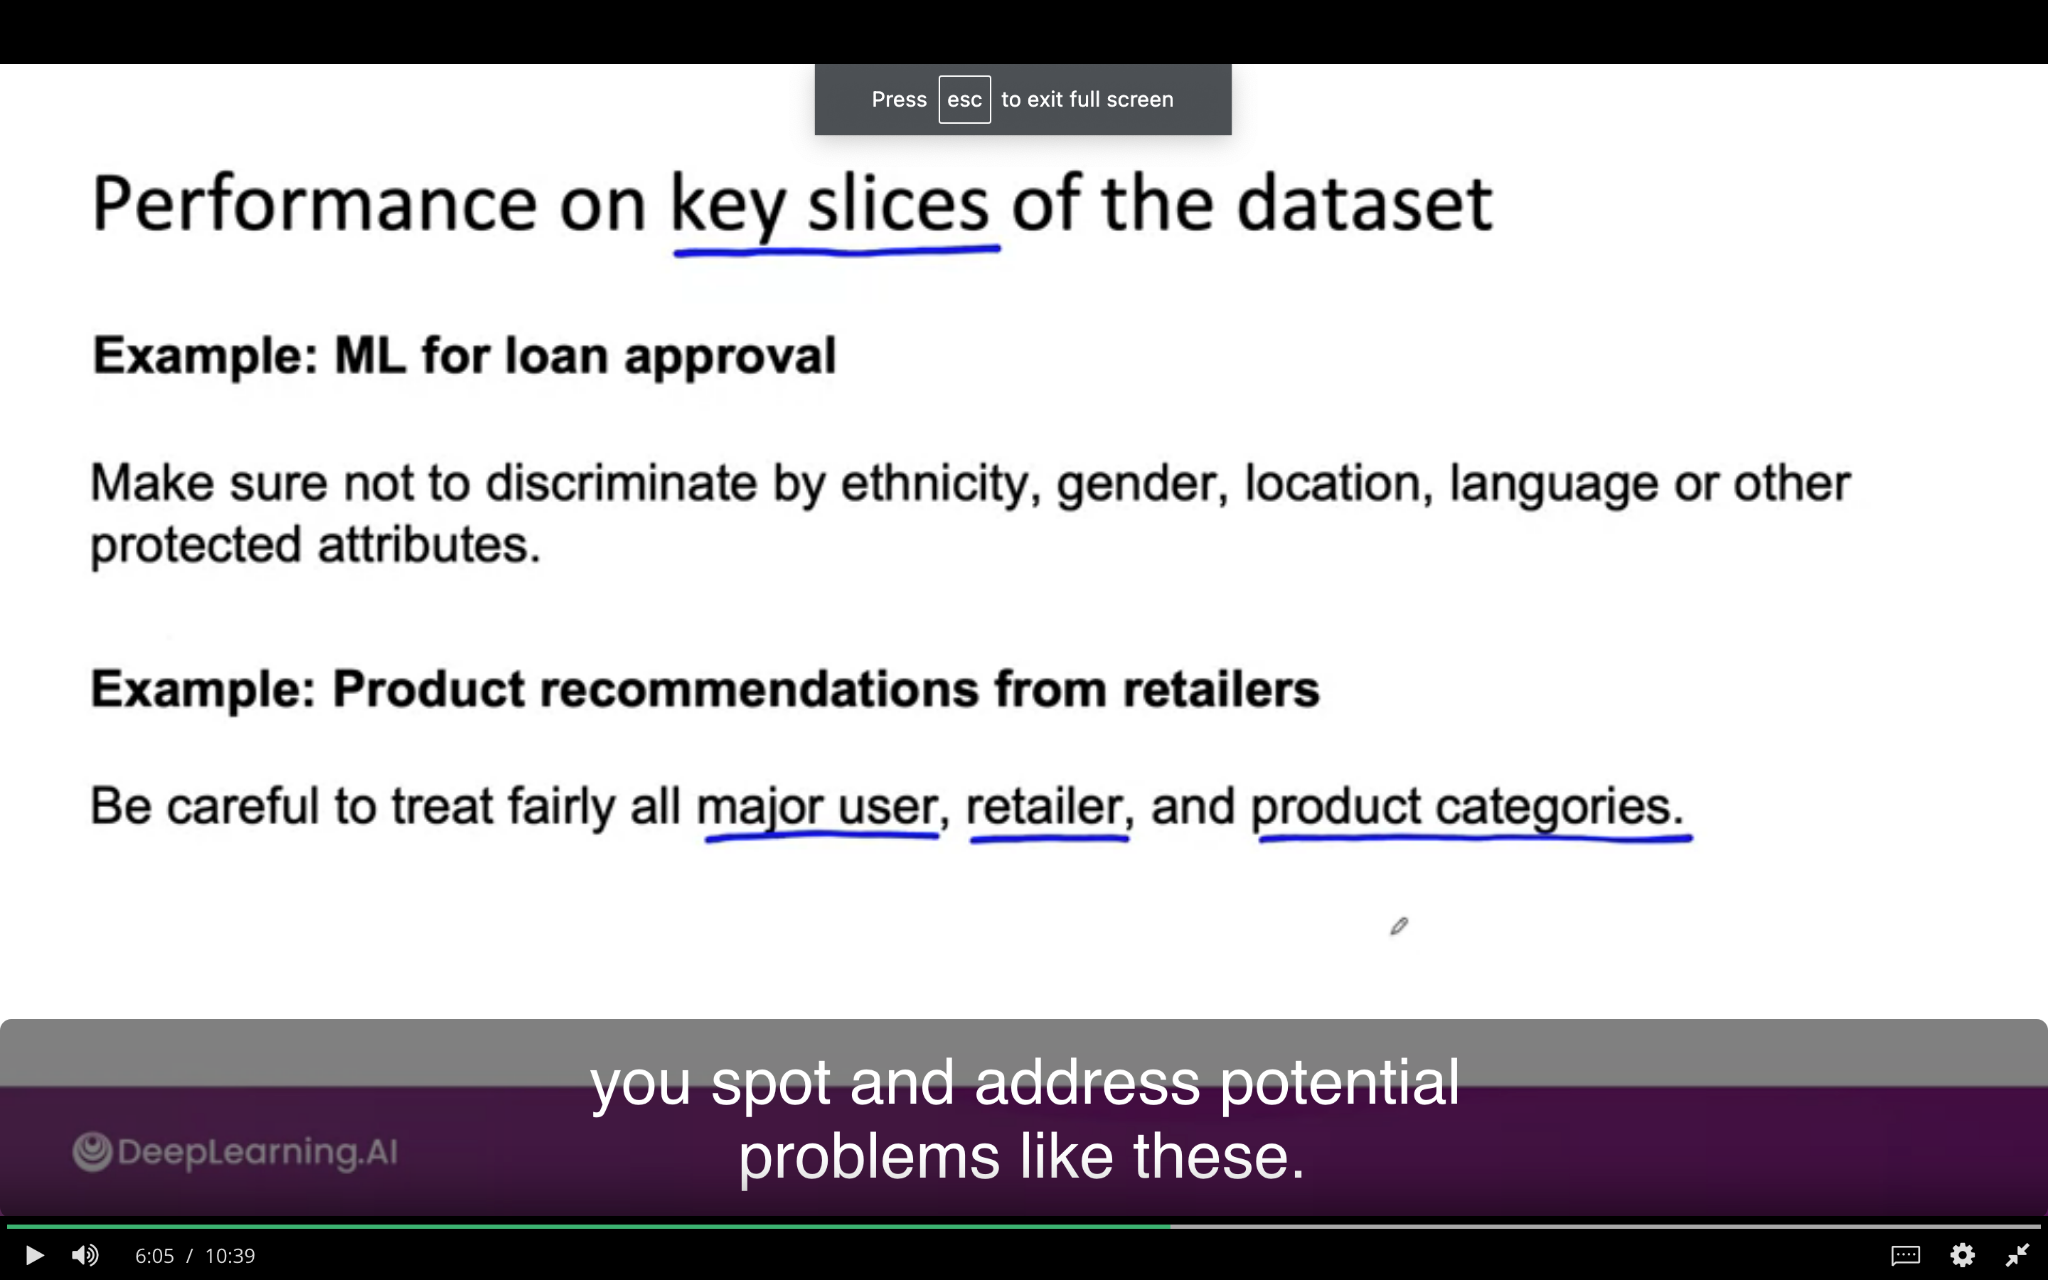 Press esc to exit full screen
Performance on key slices of the dataset
Example: ML for loan approval
Make sure not to discriminate by ethnicity, gender, location, language or other
protected attributes.
Example: Product recommendations from retailers
Be careful to treat fairly all major user, retailer, and product categories.
you spot and address potential
problems like these.
DeepLearning.AI
6:05 / 10:39